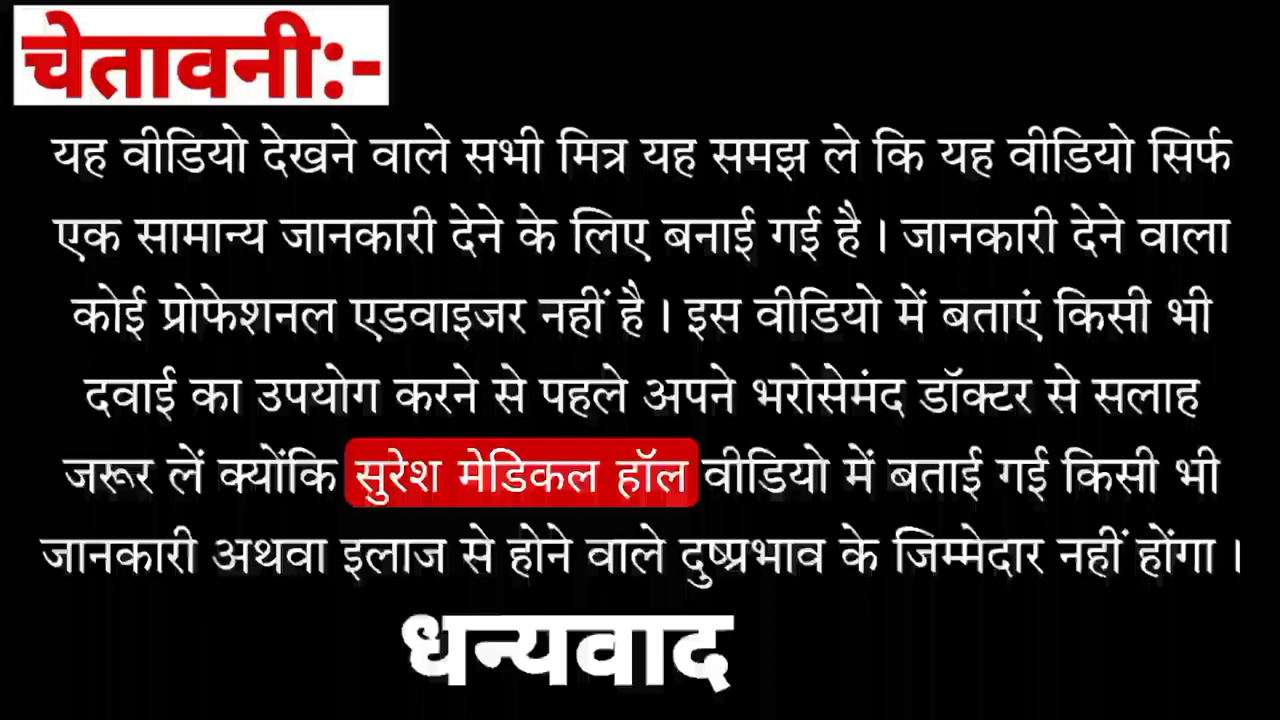 चेतावनी:-
यह वीडियो देखने वाले सभी मित्र यह समझ ले कि यह वीडियो सिर्फ
एक सामान्य जानकारी देने के लिए बनाई गई है । जानकारी देने वाला
कोई प्रोफेशनल एडवाइजर नहीं है । इस वीडियो में बताएं किसी भी
दवाई का उपयोग करने से पहले अपने भरोसेमंद डॉक्टर से सलाह
जरूर लें क्योंकि सुरेश मेडिकल हॉल वीडियो में बताई गई किसी भी
जानकारी अथवा इलाज से होने वाले दुष्प्रभाव के जिम्मेदार नहीं होंगा ।
धन्यवाद